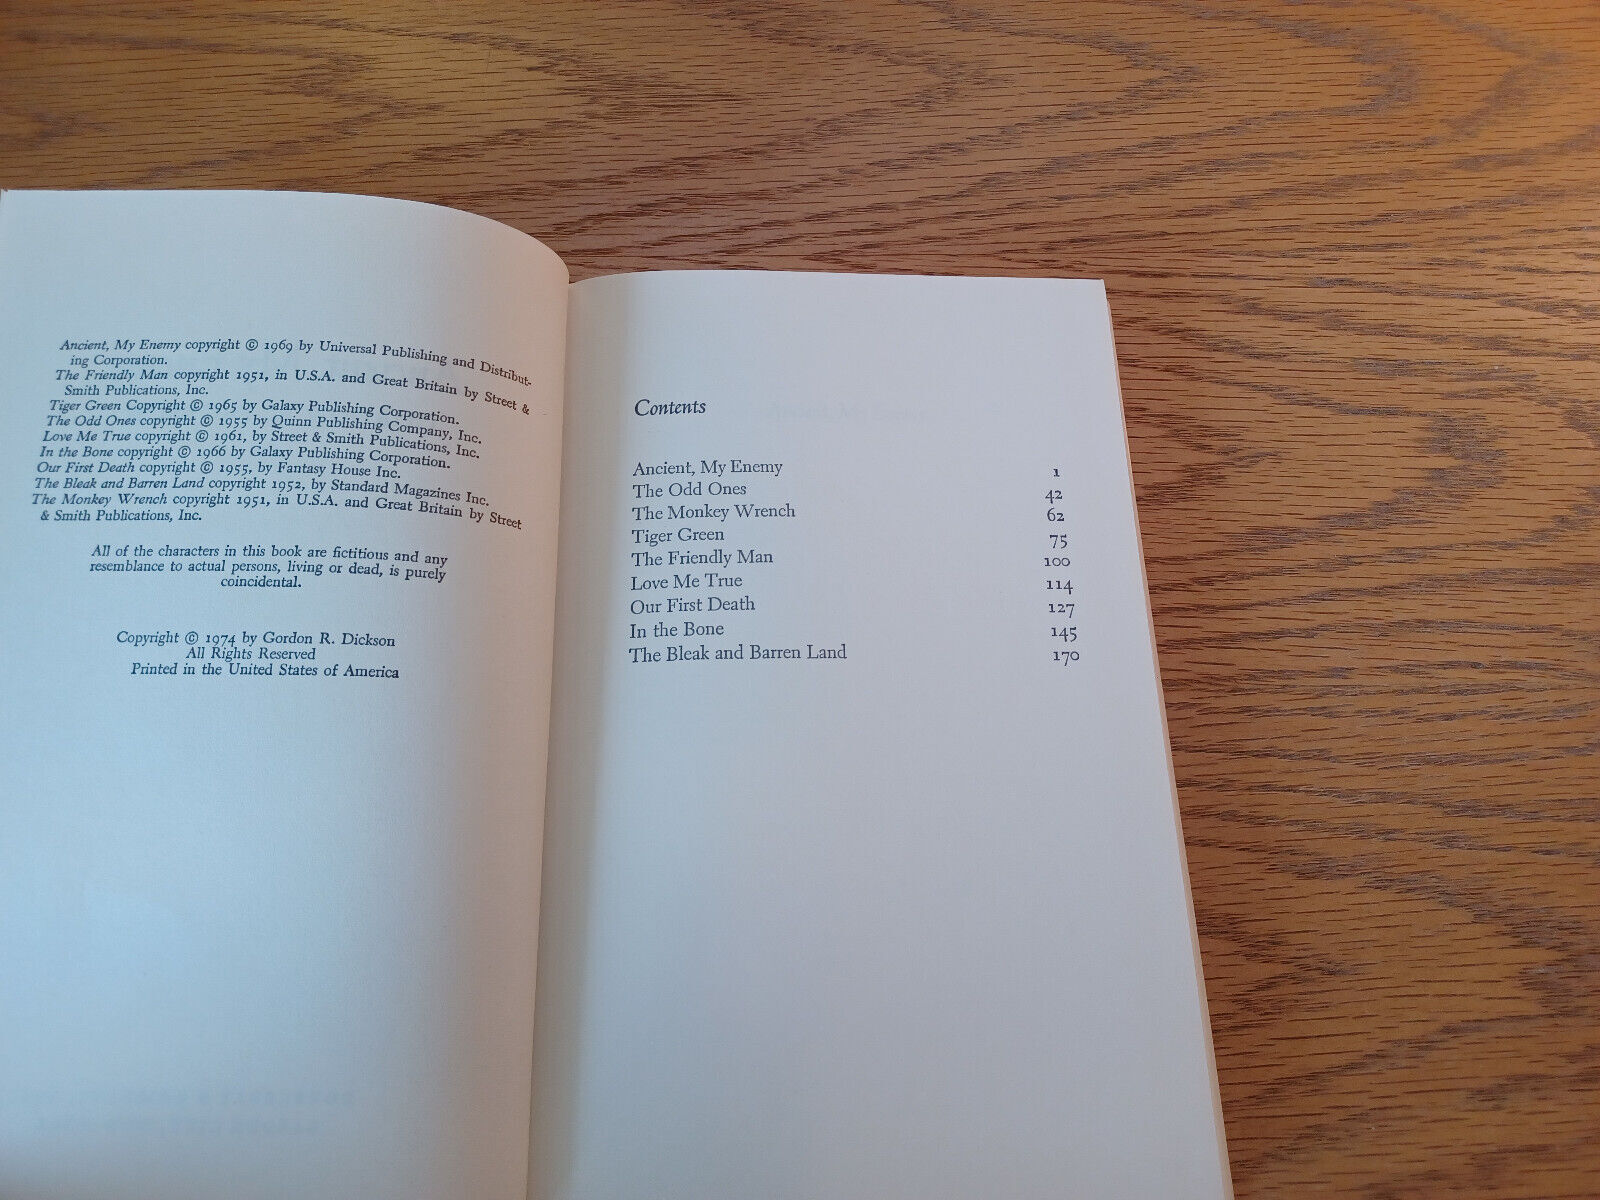 Ancient, My Enemy copyright © 1969 by Universal Publishing and Distribut-
ing Corporation.
The Friendly Man copyright 1951, in U.S.A. and Great Britain by Street &
Smith Publications, Inc.
Tiger Green Copyright © 1965 by Galaxy Publishing Corporation.
The Odd Ones copyright © 1955 by Quinn Publishing Company, Inc.
Love Me True copyright © 1961, by Street & Smith Publications, Inc.
In the Bone copyright © 1966 by Galaxy Publishing Corporation.
Our First Death copyright © 1955, by Fantasy House Inc.
The Bleak and Barren Land copyright 1952, by Standard Magazines Inc.
The Monkey Wrench copyright 1951, in U.S.A. and Great Britain by Street
& Smith Publications, Inc.
All of the characters in this book are fictitious and any
resemblance to actual persons, living or dead, is purely
coincidental.
Copyright © 1974 by Gordon R. Dickson
All Rights Reserved
Printed in the United States of America
Contents
Ancient, My Enemy 1
The Odd Ones 42
The Monkey Wrench 62
Tiger Green 75
The Friendly Man 100
Love Me True 114
Our First Death 127
In the Bone 145
The Bleak and Barren Land 170